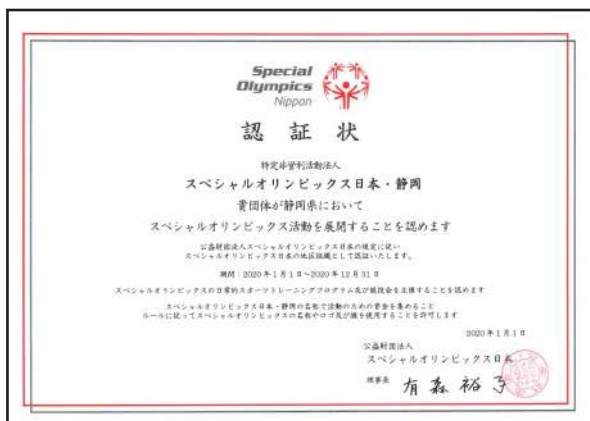 Special
Olympics
Nippon
認証状
特定非営利活動法人
スペシャルオリンピックス日本・静岡
貴団体が静岡県において
スペシャルオリンピックス活動を展開することを認めます
公益財団法人スペシャルオリンピックス日本の規定に従い
スペシャルオリンピックス日本の地区組織として認証いたします。
期間：2020年1月1日～2020年12月31日
スペシャルオリンピックスの日常的スポーツトレーニングプログラム及び競技会を主催することを認めます
スペシャルオリンピックス日本・静岡の名称で活動のための資金を集めること
ルールに従ってスペシャルオリンピックスの名称やロゴ及び旗を使用することを許可します
2020年1月1日
公益財団法人
スペシャルオリンピックス日本
理事長 有森裕子